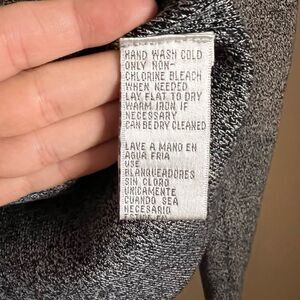 HAND WASH COLD
ONLY NON-
CHLORINE BLEACH
WHEN NEEDED
LAY FLAT TO DRY
WARM IRON IF
NECESSARY
CAN BE DRY CLEANED
LAVE A MANO EN
AGUA FRIA
USE
BLANQUEADORES
SIN CLORO
UNICAMENTE
CUANDO SEA
NECESARIO